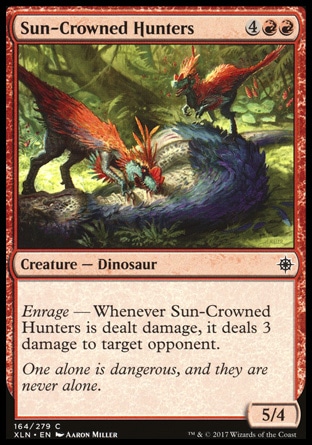 Sun-Crowned Hunters 4
Creature — Dinosaur
Enrage — Whenever Sun-Crowned
Hunters is dealt damage, it deals 3
damage to target opponent.
One alone is dangerous, and they are
never alone.
5/4
164/279 C
XLN • EN Aaron Miller
™ & © 2017 Wizards of the Coast